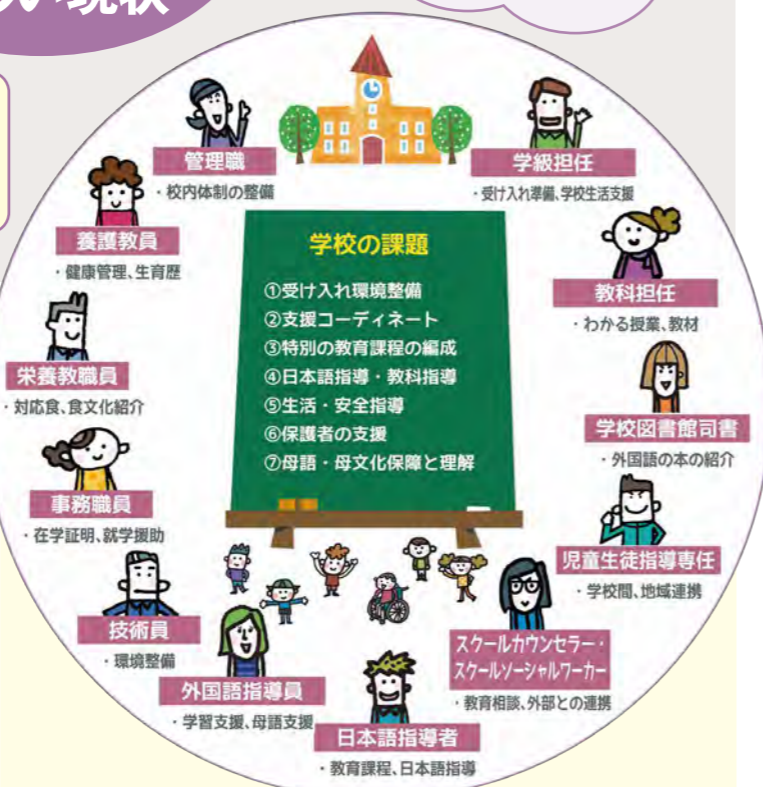 現状
管理職
・校内体制の整備
学級担任
・受け入れ準備、学校生活支援
養護教員
・健康管理、生育歴
教科担任
・わかる授業、教材
栄養教職員
・対応食、食文化紹介
学校図書館司書
・外国語の本の紹介
事務職員
・在学証明、就学援助
児童生徒指導専任
・学校間、地域連携
技術員
・環境整備
スクールカウンセラー・
スクールソーシャルワーカー
・教育相談、外部との連携
外国語指導員
・学習支援、母語支援
日本語指導者
・教育課程、日本語指導
学校の課題
①受け入れ環境整備
②支援コーディネート
③特別の教育課程の編成
④日本語指導・教科指導
⑤生活・安全指導
⑥保護者の支援
⑦母語・母文化保障と理解